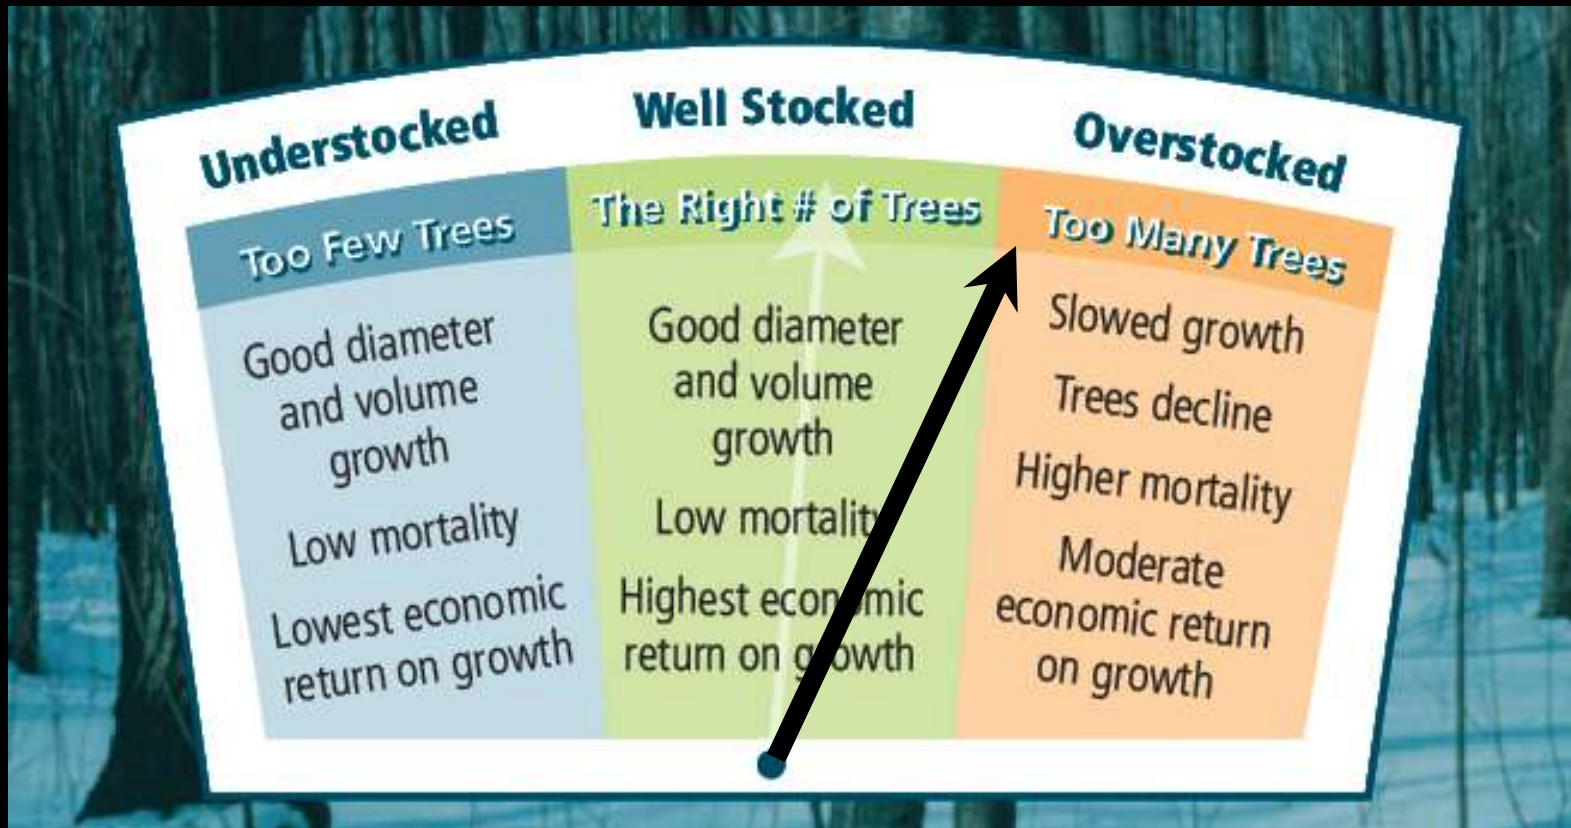 Understocked
Well Stocked
Overstocked
Too Few Trees
Good diameter
and volume
growth
Low mortality
Lowest economic
return on growth
The Right # of Trees
Good diameter
and volume
growth
Low mortality
Highest economic
return on growth
Too Many Trees
Slowed growth
Trees decline
Higher mortality
Moderate
economic return
on growth